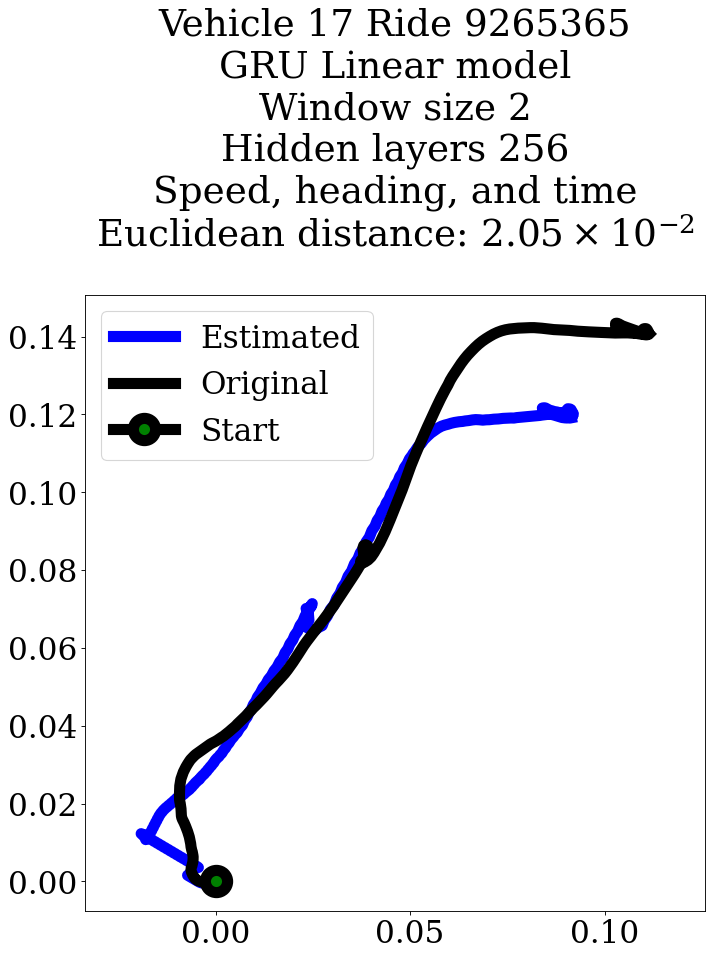 Vehicle 17 Ride 9265365
GRU Linear model
Window size 2
Hidden layers 256
Speed, heading, and time
Euclidean distance: 2.05 × 10⁻²
Estimated
Original
Start
0.14
0.12
0.10
0.08
0.06
0.04
0.02
0.00
0.00 0.05 0.10